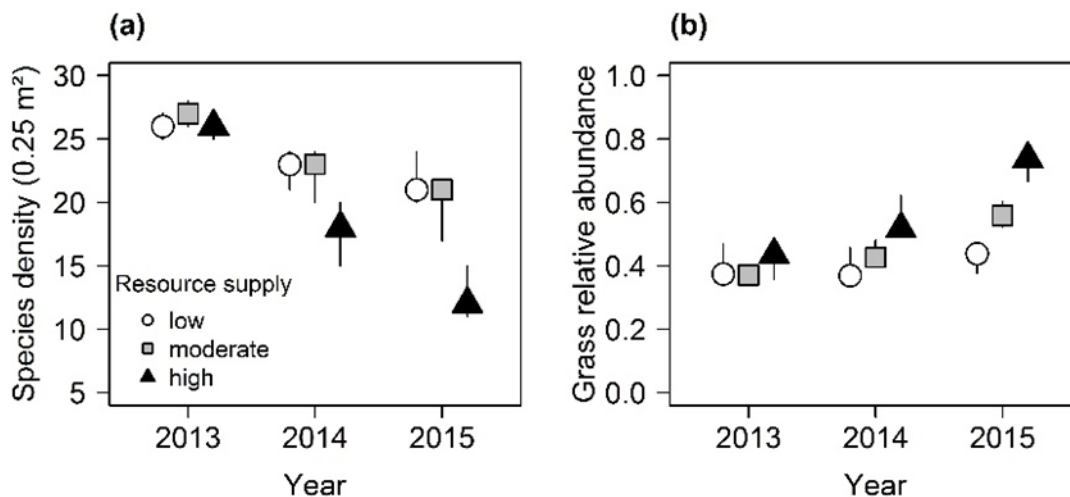 (a)
Species density (0.25 m²)
30
25
20
15
10
5
Resource supply
low
moderate
high
2013 2014 2015
Year
(b)
Grass relative abundance
1.0
0.8
0.6
0.4
0.2
0.0
2013 2014 2015
Year